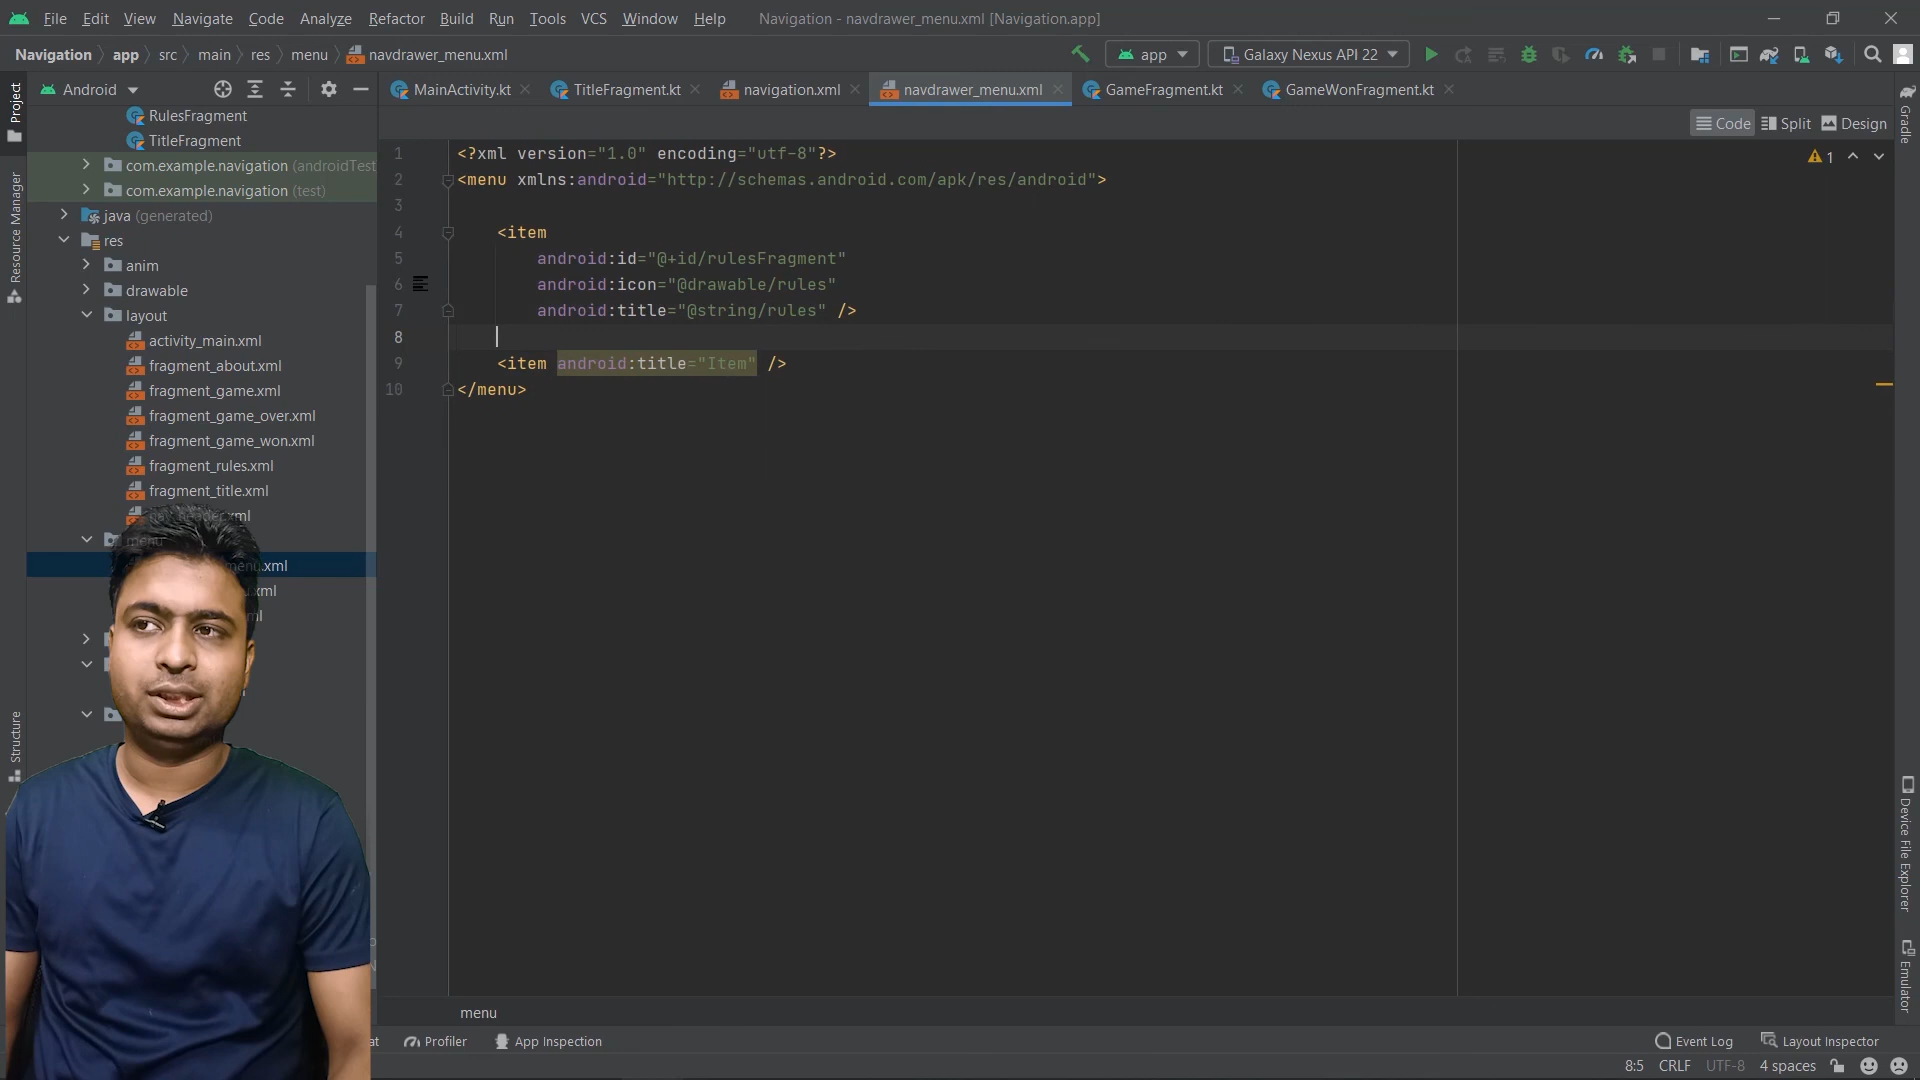 File Edit View Navigate Code Analyze Refactor Build Run Tools VCS Window Help Navigation - navdrawer_menu.xml [Navigation.app]
Navigation app src main res menu navdrawer_menu.xml app Galaxy Nexus API 22
Project
Android
MainActivity.kt TitleFragment.kt navigation.xml navdrawer_menu.xml GameFragment.kt GameWonFragment.kt
Gradle
Code Split Design
RulesFragment
TitleFragment
com.example.navigation (androidTest
com.example.navigation (test)
java (generated)
res
anim
drawable
layout
activity_main.xml
fragment_about.xml
fragment_game.xml
fragment_game_over.xml
fragment_game_won.xml
fragment_rules.xml
fragment_title.xml
menu
Resource Manager
Structure
1 <?xml version="1.0" encoding="utf-8"?>
2 <menu xmlns:android="http://schemas.android.com/apk/res/android">
3
4 <item
5 android:id="@+id/rulesFragment"
6 android:icon="@drawable/rules"
7 android:title="@string/rules" />
8
9 <item android:title="Item" />
10 </menu>
1
Device File Explorer
Emulator
menu
Profiler App Inspection Event Log Layout Inspector
8:5 CRLF UTF-8 4 spaces